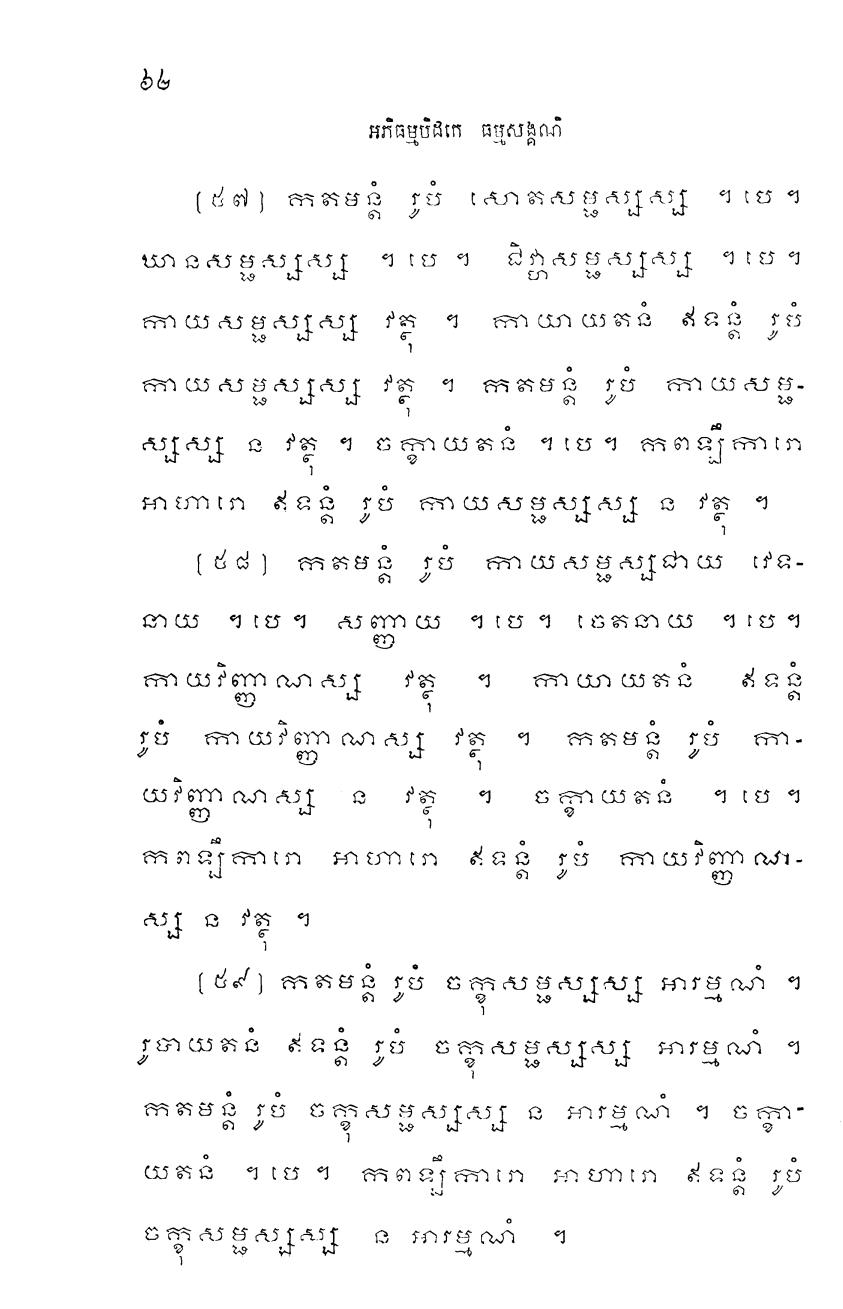 ៦៤
អភិធម្មបិដកេ ធម្មសង្គណិ
(៥៧) កតមន្តំ រូបំ សោតសម្ផស្សស្ស ។ បេ ។
ឃានសម្ផស្សស្ស ។ បេ ។ ជិវ្ហាសម្ផស្សស្ស ។ បេ ។
កាយសម្ផស្សស្ស វត្ថុ ។ កាយាយតនំ ឥទន្តំ រូបំ
កាយសម្ផស្សស្ស វត្ថុ ។ កតមន្តំ រូបំ កាយសម្ផ-
ស្សស្ស ន វត្ថុ ។ ចក្ខាយតនំ ។ បេ ។ កពឡឹការោ
អាហារោ ឥទន្តំ រូបំ កាយសម្ផស្សស្ស ន វត្ថុ ។
(៥៨) កតមន្តំ រូបំ កាយសម្ផស្សជាយ វេទ-
នាយ ។ បេ ។ សញ្ញាយ ។ បេ ។ ចេតនាយ ។ បេ ។
កាយវិញ្ញាណស្ស វត្ថុ ។ កាយាយតនំ ឥទន្តំ
រូបំ កាយវិញ្ញាណស្ស វត្ថុ ។ កតមន្តំ រូបំ កា-
យវិញ្ញាណស្ស ន វត្ថុ ។ ចក្ខាយតនំ ។ បេ ។
កពឡឹការោ អាហារោ ឥទន្តំ រូបំ កាយវិញ្ញាណ-
ស្ស ន វត្ថុ ។
(៥៩) កតមន្តំ រូបំ ចក្ខុសម្ផស្សស្ស អារម្មណំ ។
រូបាយតនំ ឥទន្តំ រូបំ ចក្ខុសម្ផស្សស្ស អារម្មណំ ។
កតមន្តំ រូបំ ចក្ខុសម្ផស្សស្ស ន អារម្មណំ ។ ចក្ខា-
យតនំ ។ បេ ។ កពឡឹការោ អាហារោ ឥទន្តំ រូបំ
ចក្ខុសម្ផស្សស្ស ន អារម្មណំ ។